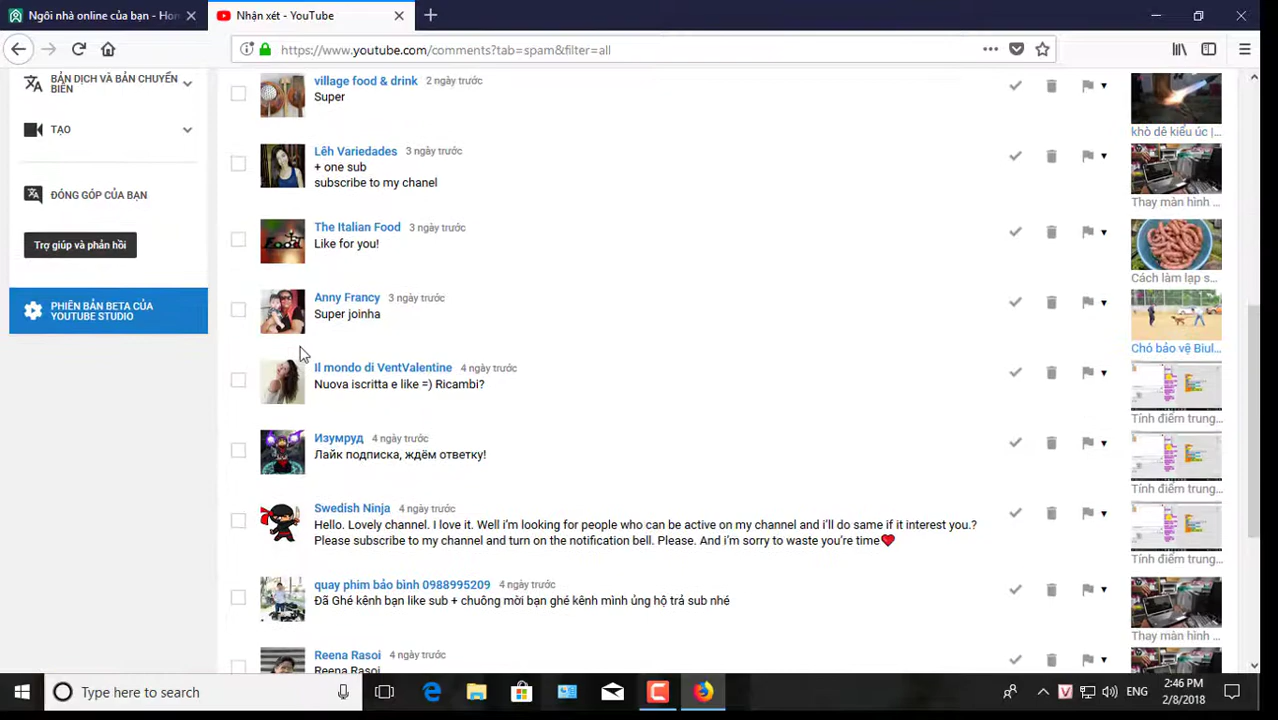 Ngôi nhà online của bạn - Hon
Nhận xét - YouTube
https://www.youtube.com/comments?tab=spam&filter=all
BẢN DỊCH VÀ BẢN CHUYỂN
BIÊN
TẠO
ĐÓNG GÓP CỦA BẠN
Trợ giúp và phản hồi
PHIÊN BẢN BETA CỦA
YOUTUBE STUDIO
village food & drink 2 ngày trước
Super
khò dê kiểu úc |...
Lêh Variedades 3 ngày trước
+ one sub
subscribe to my chanel
Thay màn hình ...
The Italian Food 3 ngày trước
Like for you!
Cách làm lạp s...
Anny Francy 3 ngày trước
Super joinha
Chó bảo vệ Biul...
Il mondo di VentValentine 4 ngày trước
Nuova iscritta e like =) Ricambi?
Tính điểm trung...
Изумруд 4 ngày trước
Лайк подписка, ждём ответку!
Tính điểm trung...
Swedish Ninja 4 ngày trước
Hello. Lovely channel. I love it. Well i'm looking for people who can be active on my channel and i'll do same if it interest you.?
Please subscribe to my channel and turn on the notification bell. Please. And i'm sorry to waste you're time❤
Tính điểm trung...
quay phim bảo bình 0988995209 4 ngày trước
Đã Ghé kênh bạn like sub + chuông mời bạn ghé kênh mình ủng hộ trả sub nhé
Thay màn hình ...
Reena Rasoi 4 ngày trước
Reena Rasoi
Type here to search
ENG
2:46 PM
2/8/2018